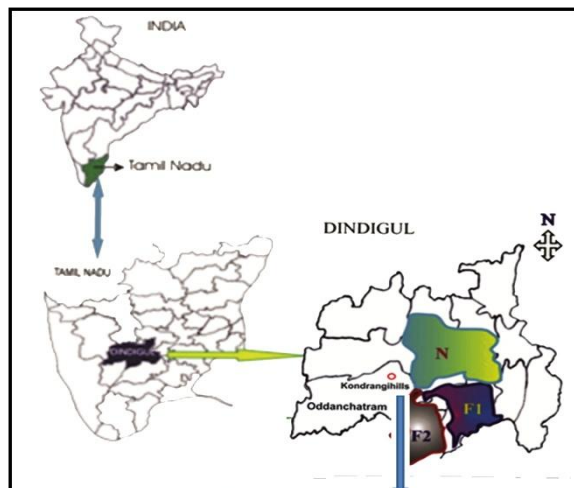 INDIA
Tamil Nadu
TAMIL NADU
DINDIGUL
DINDIGUL
N
N
Kondrangihills
Oddanchatram
F1
F2